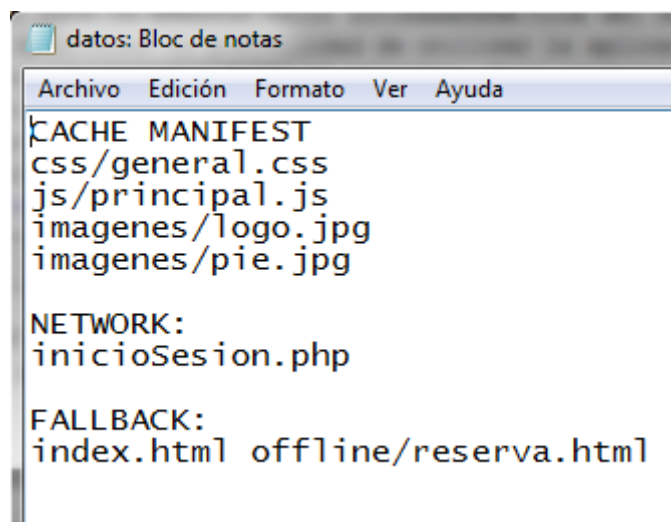 datos: Bloc de notas
Archivo Edición Formato Ver Ayuda
CACHE MANIFEST
css/general.css
js/principal.js
imagenes/logo.jpg
imagenes/pie.jpg
NETWORK:
inicioSesion.php
FALLBACK:
index.html offline/reserva.html